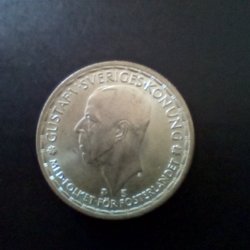 GUSTAF V SVERIGES KONUNG
MED FOLKET FÖR FOSTERLANDET